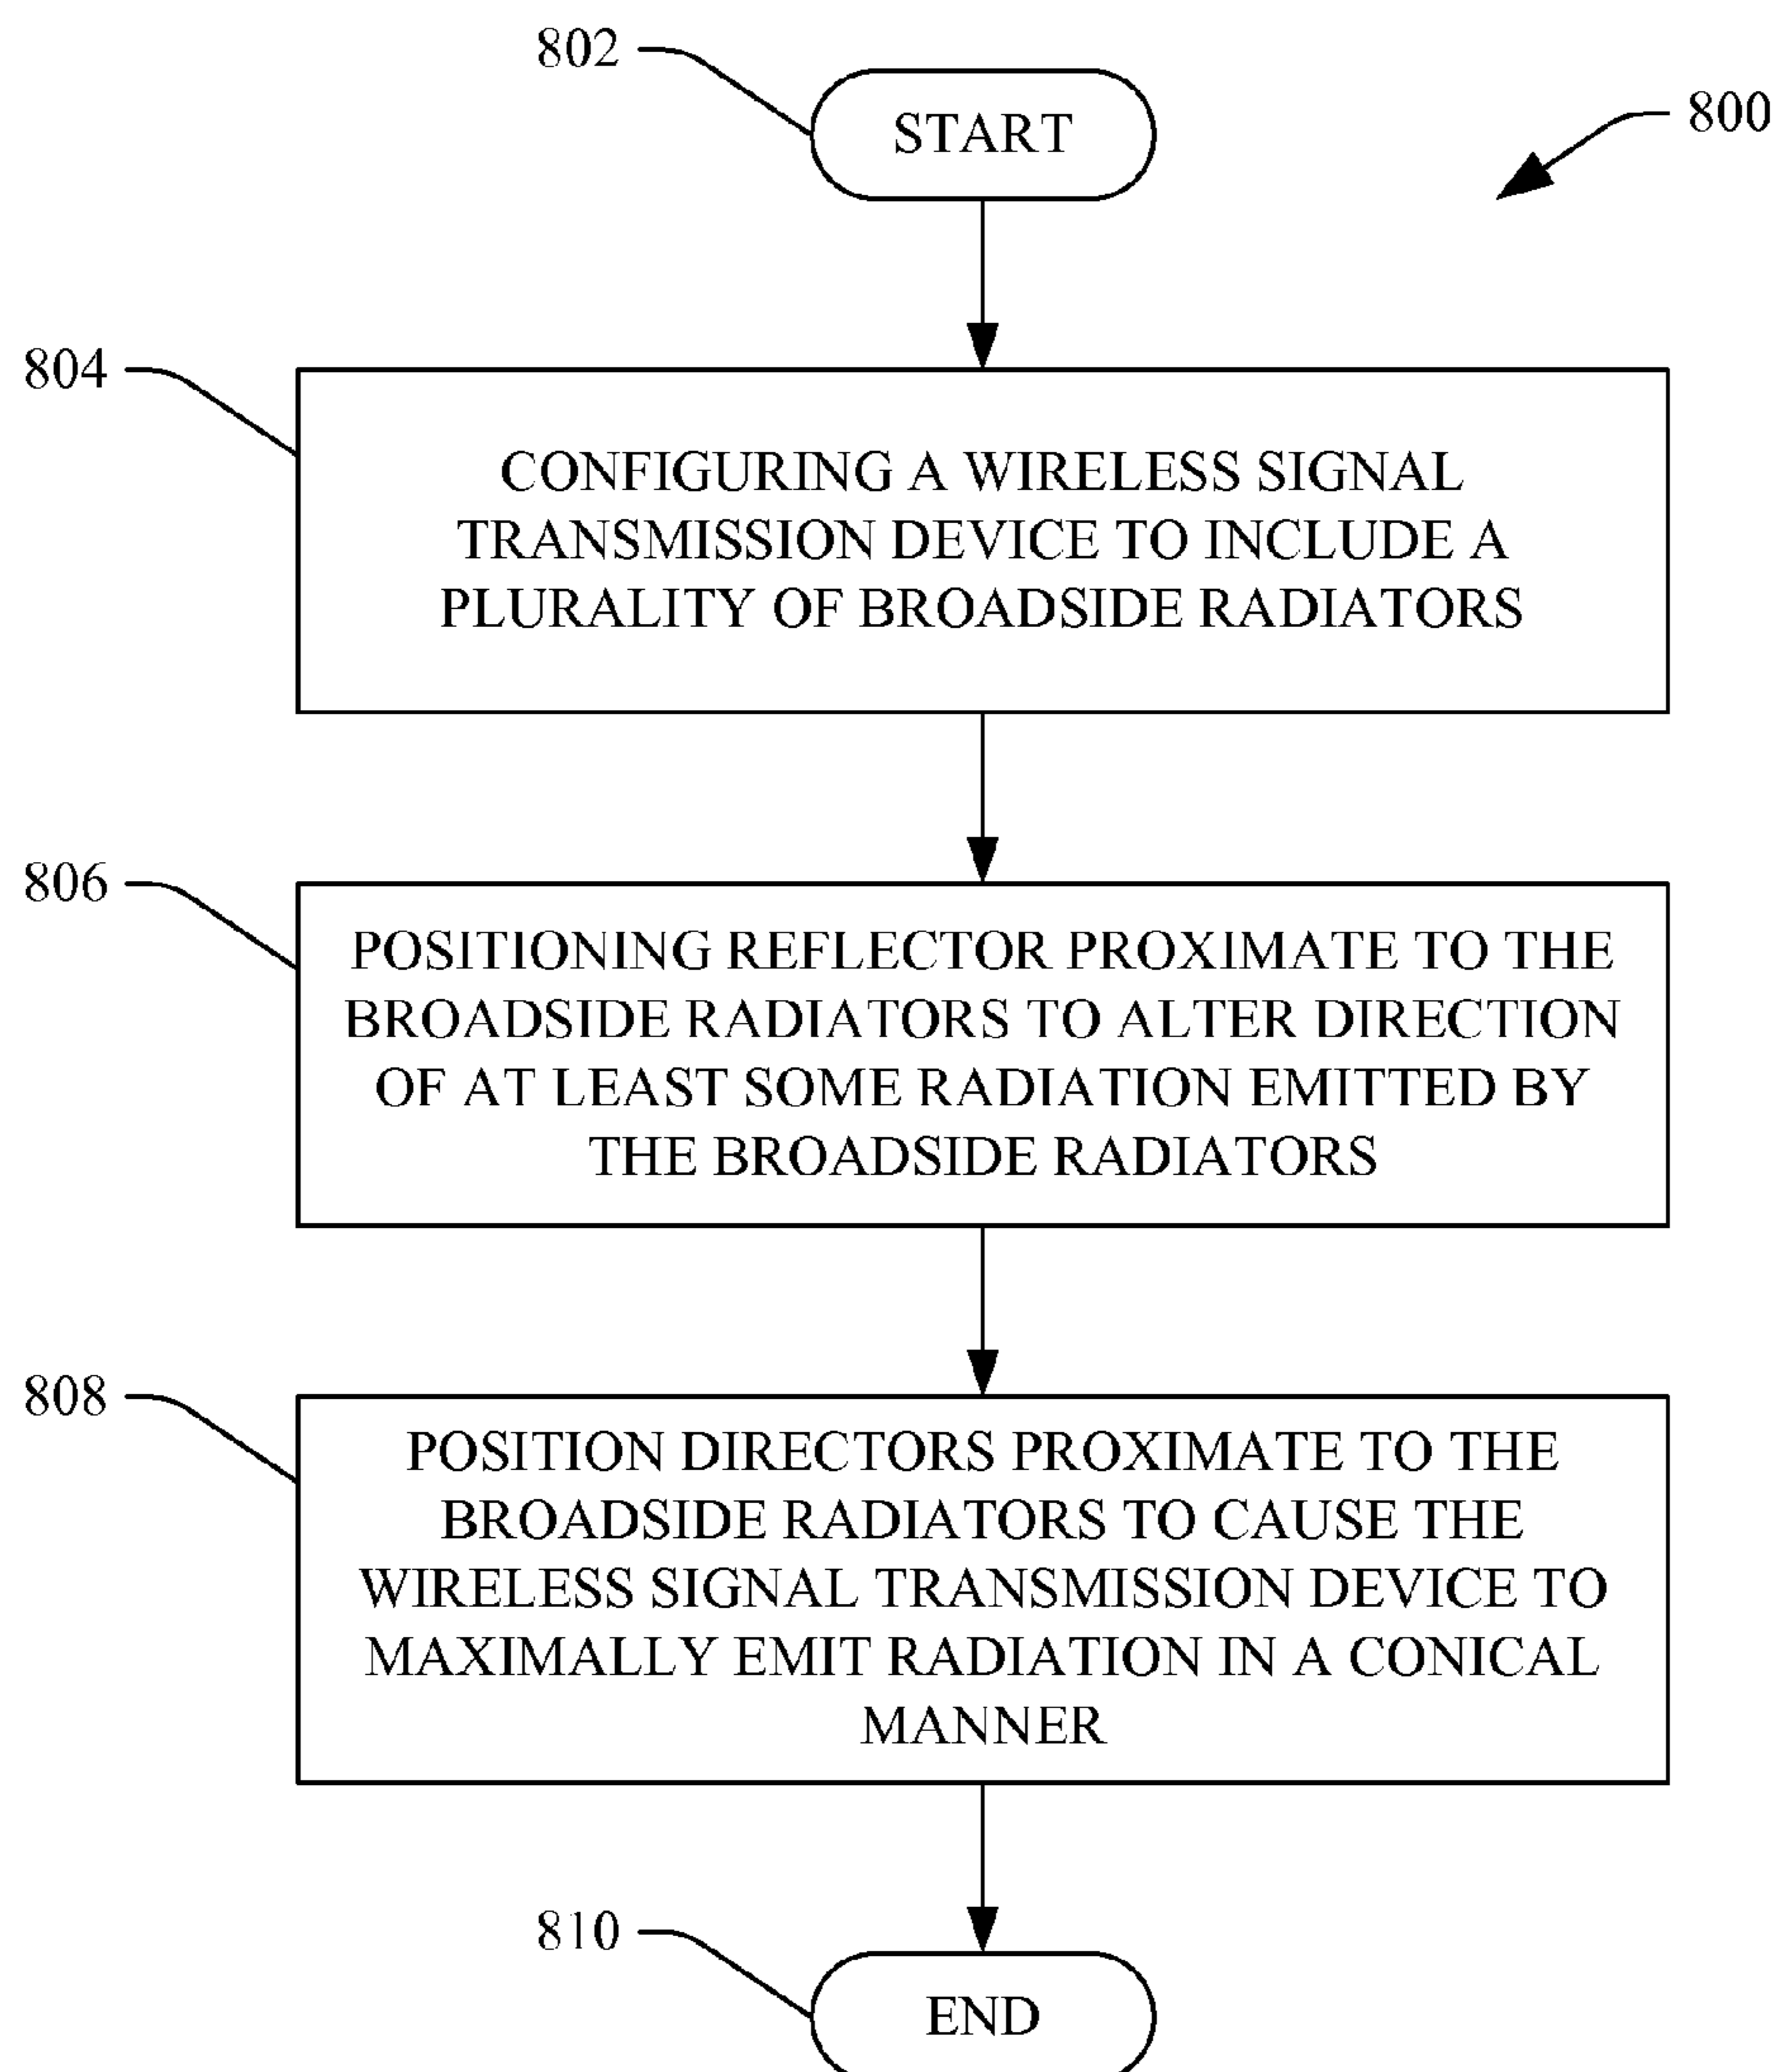 802
START
800
804
CONFIGURING A WIRELESS SIGNAL
TRANSMISSION DEVICE TO INCLUDE A
PLURALITY OF BROADSIDE RADIATORS
806
POSITIONING REFLECTOR PROXIMATE TO THE
BROADSIDE RADIATORS TO ALTER DIRECTION
OF AT LEAST SOME RADIATION EMITTED BY
THE BROADSIDE RADIATORS
808
POSITION DIRECTORS PROXIMATE TO THE
BROADSIDE RADIATORS TO CAUSE THE
WIRELESS SIGNAL TRANSMISSION DEVICE TO
MAXIMALLY EMIT RADIATION IN A CONICAL
MANNER
810
END